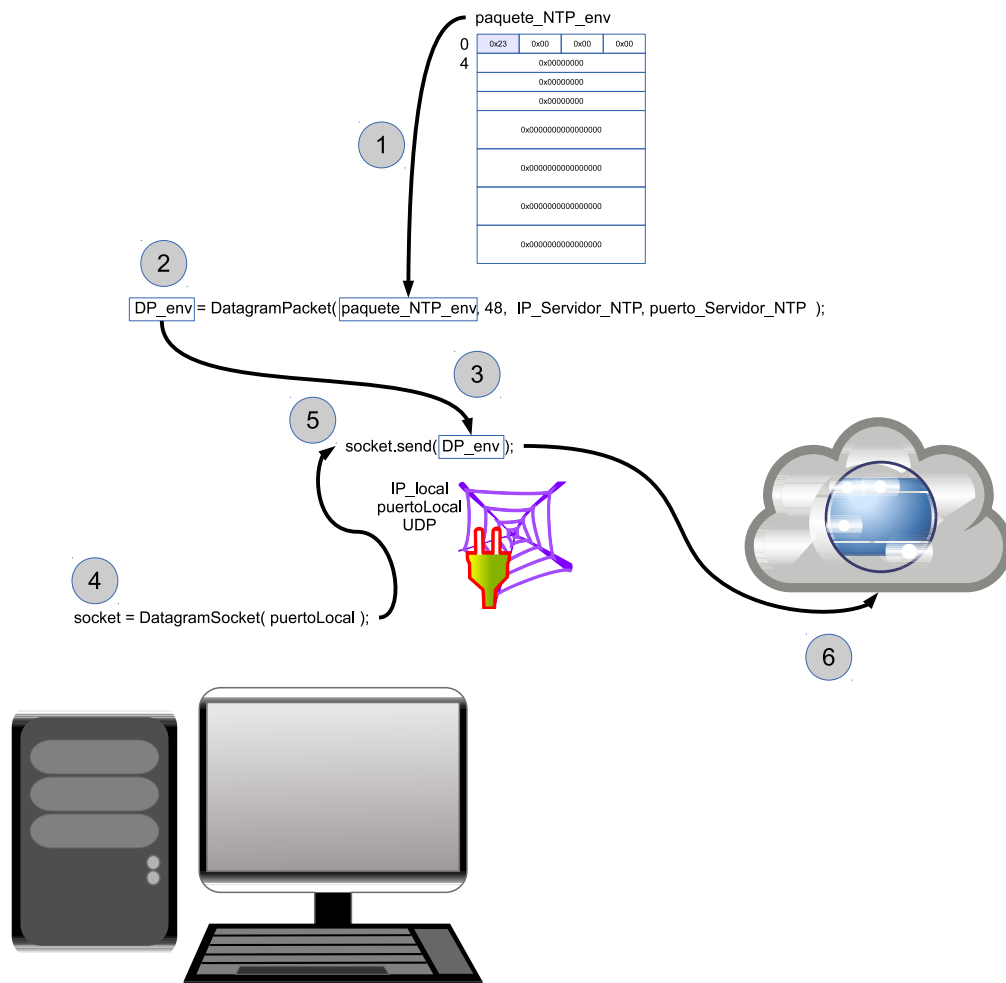 paquete_NTP_env
0 0x23 0x00 0x00 0x00
4 0x00000000
0x00000000
0x00000000
0x0000000000000000
0x0000000000000000
0x0000000000000000
0x0000000000000000
1
2
DP_env = DatagramPacket( paquete_NTP_env, 48, IP_Servidor_NTP, puerto_Servidor_NTP );
3
5
socket.send( DP_env );
IP_local
puertoLocal
UDP
4
socket = DatagramSocket( puertoLocal );
6